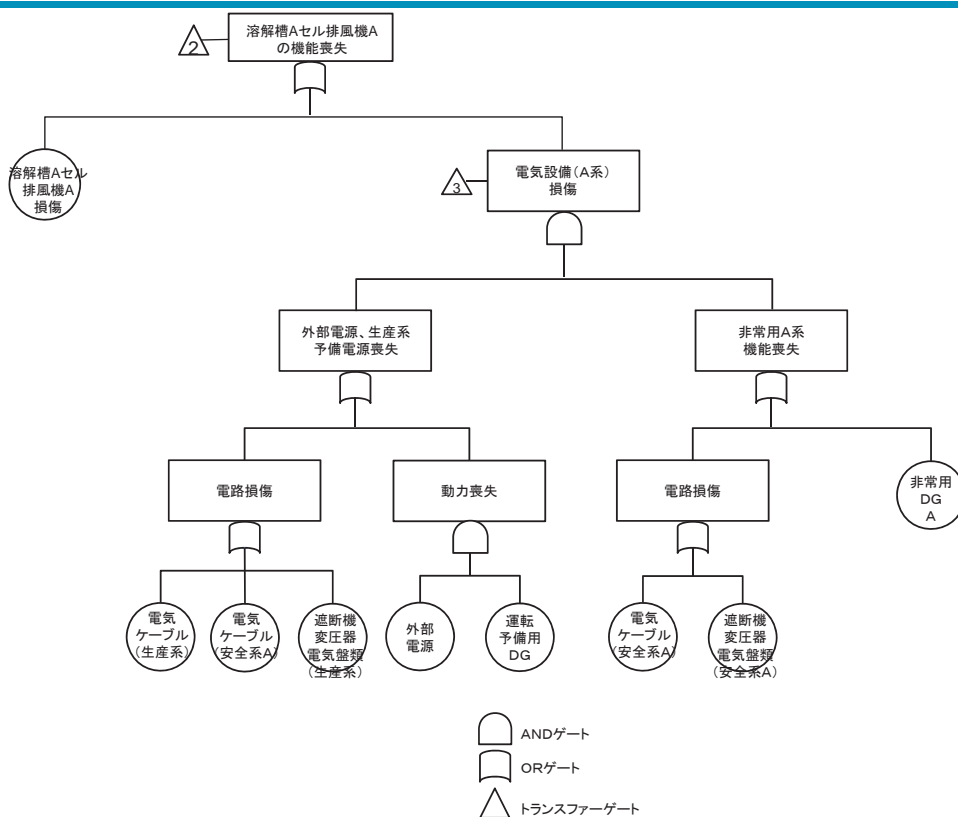 溶解槽Aセル排風機A
の機能喪失
2
溶解槽Aセル
排風機A
損傷
電気設備(A系)
損傷
3
外部電源、生産系
予備電源喪失
非常用A系
機能喪失
電路損傷
動力喪失
電路損傷
非常用
DG
A
電気
ケーブル
(生産系)
電気
ケーブル
(安全系A)
遮断機
変圧器
電気盤類
(生産系)
外部
電源
運転
予備用
DG
電気
ケーブル
(安全系A)
遮断機
変圧器
電気盤類
(安全系A)
ANDゲート
ORゲート
トランスファーゲート